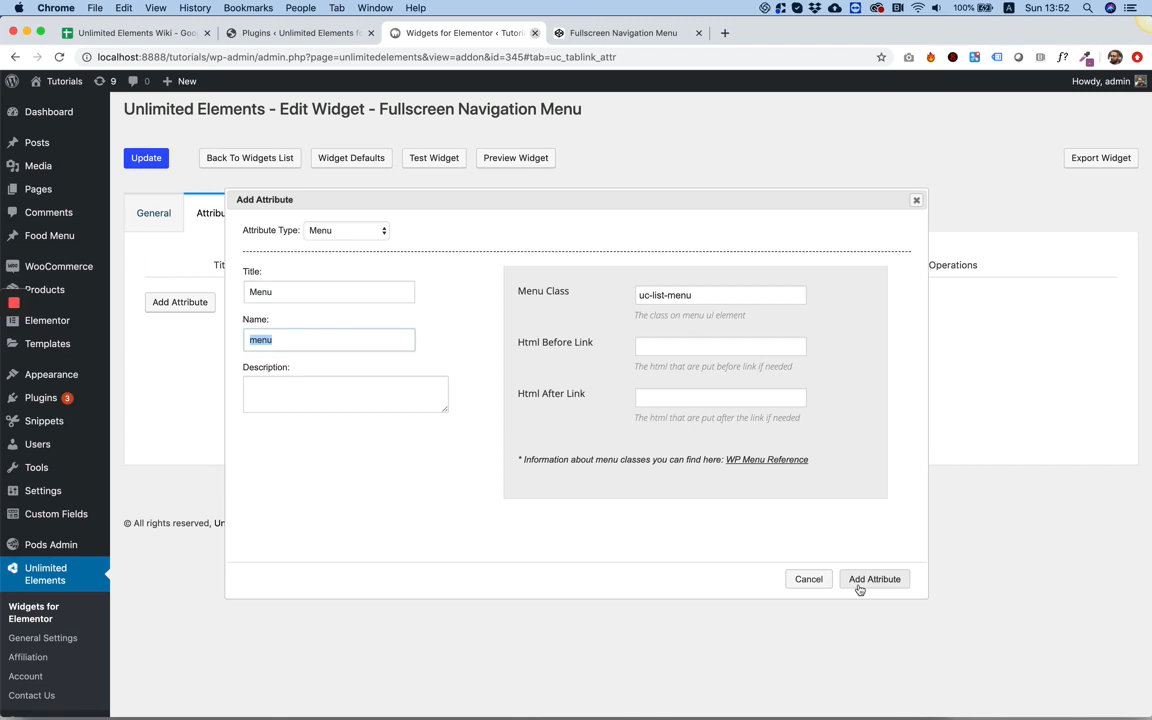 Chrome File Edit View History Bookmarks People Tab Window Help 100% A Sun 13:52
Unlimited Elements Wiki - Goo Plugins ‹ Unlimited Elements fo Widgets for Elementor ‹ Tutori Fullscreen Navigation Menu
localhost:8888/tutorials/wp-admin/admin.php?page=unlimitedelements&view=addon&id=345#tab=uc_tablink_attr f?
Tutorials 9 0 New Howdy, admin
Dashboard
Posts
Media
Pages
Comments
Food Menu
WooCommerce
Products
Elementor
Templates
Appearance
Plugins 3
Snippets
Users
Tools
Settings
Custom Fields
Pods Admin
Unlimited
Elements
Widgets for
Elementor
General Settings
Affiliation
Account
Contact Us
Unlimited Elements - Edit Widget - Fullscreen Navigation Menu
Update Back To Widgets List Widget Defaults Test Widget Preview Widget Export Widget
General Attribu
Tit Operations
Add Attribute
© All rights reserved, Un
Add Attribute
Attribute Type: Menu
Title:
Menu
Name:
menu
Description:
Menu Class uc-list-menu
The class on menu ul element
Html Before Link
The html that are put before link if needed
Html After Link
The html that are put after the link if needed
* Information about menu classes you can find here: WP Menu Reference
Cancel Add Attribute